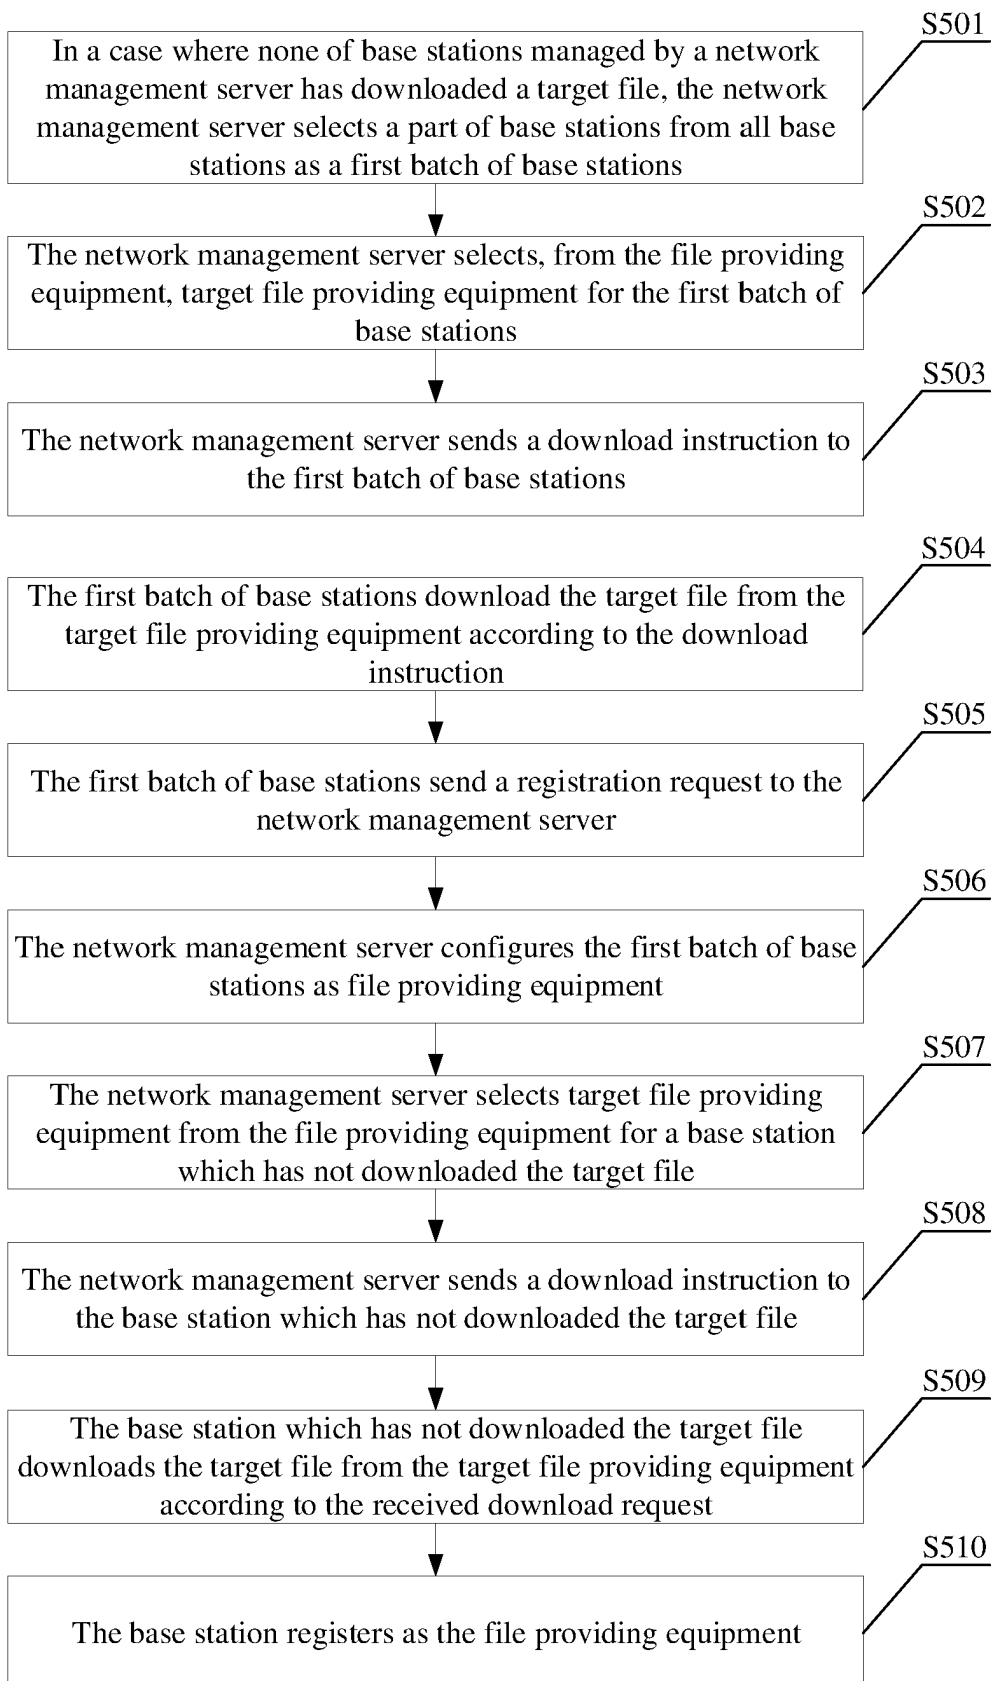 S501
In a case where none of base stations managed by a network
management server has downloaded a target file, the network
management server selects a part of base stations from all base
stations as a first batch of base stations
S502
The network management server selects, from the file providing
equipment, target file providing equipment for the first batch of
base stations
S503
The network management server sends a download instruction to
the first batch of base stations
S504
The first batch of base stations download the target file from the
target file providing equipment according to the download
instruction
S505
The first batch of base stations send a registration request to the
network management server
S506
The network management server configures the first batch of base
stations as file providing equipment
S507
The network management server selects target file providing
equipment from the file providing equipment for a base station
which has not downloaded the target file
S508
The network management server sends a download instruction to
the base station which has not downloaded the target file
S509
The base station which has not downloaded the target file
downloads the target file from the target file providing equipment
according to the received download request
S510
The base station registers as the file providing equipment